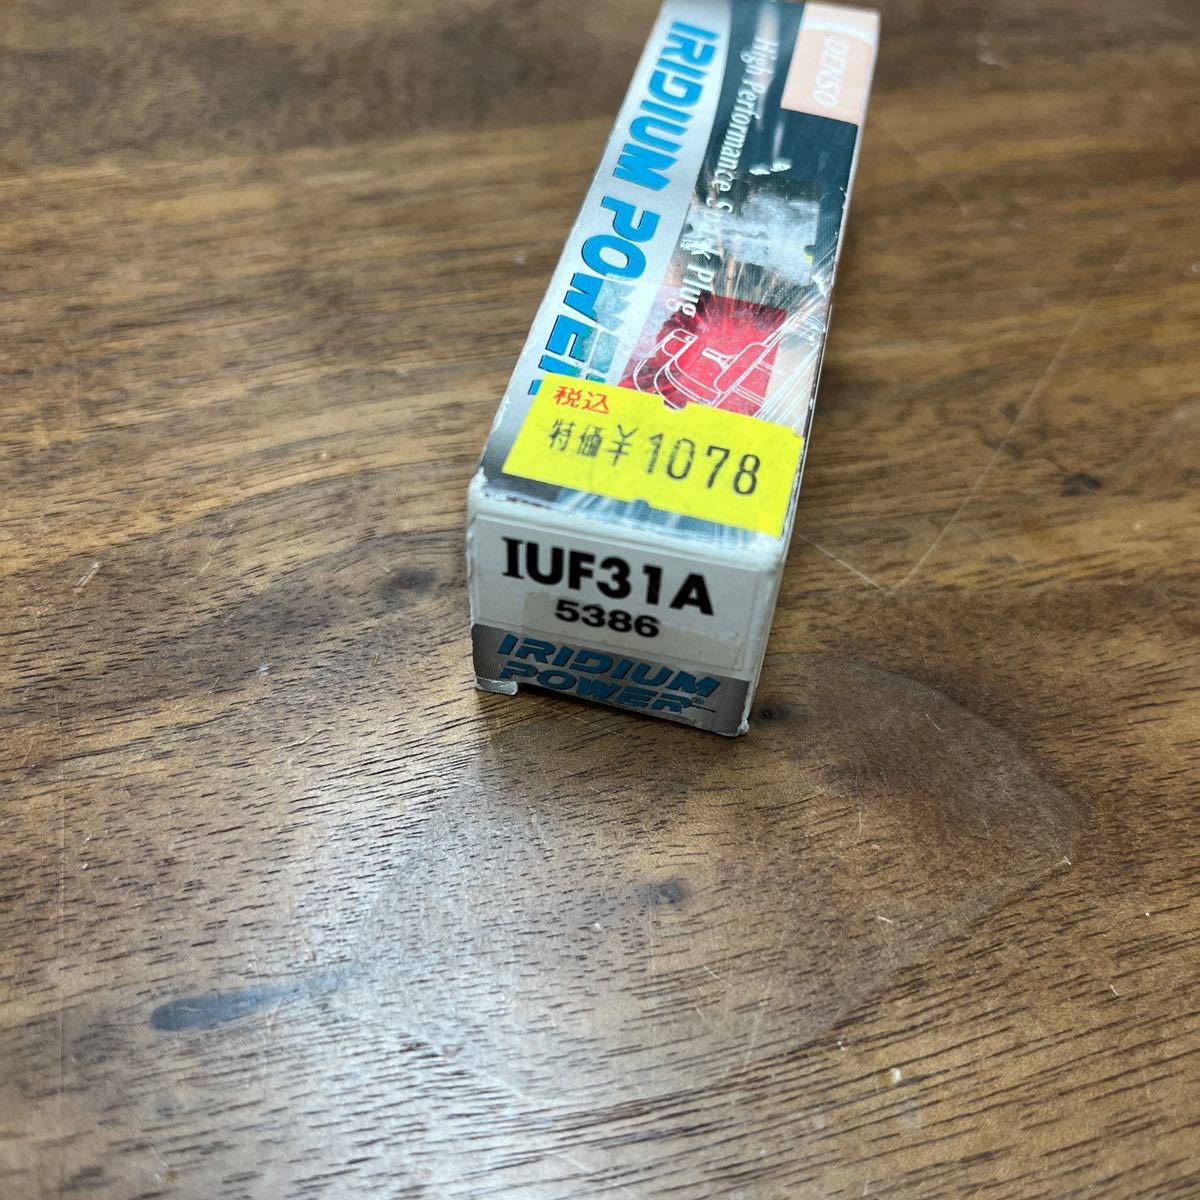 DENSO
High Performance Spark Plug
IRIDIUM POWER
税込
特価¥1078
IUF31A
5386
IRIDIUM
POWER®